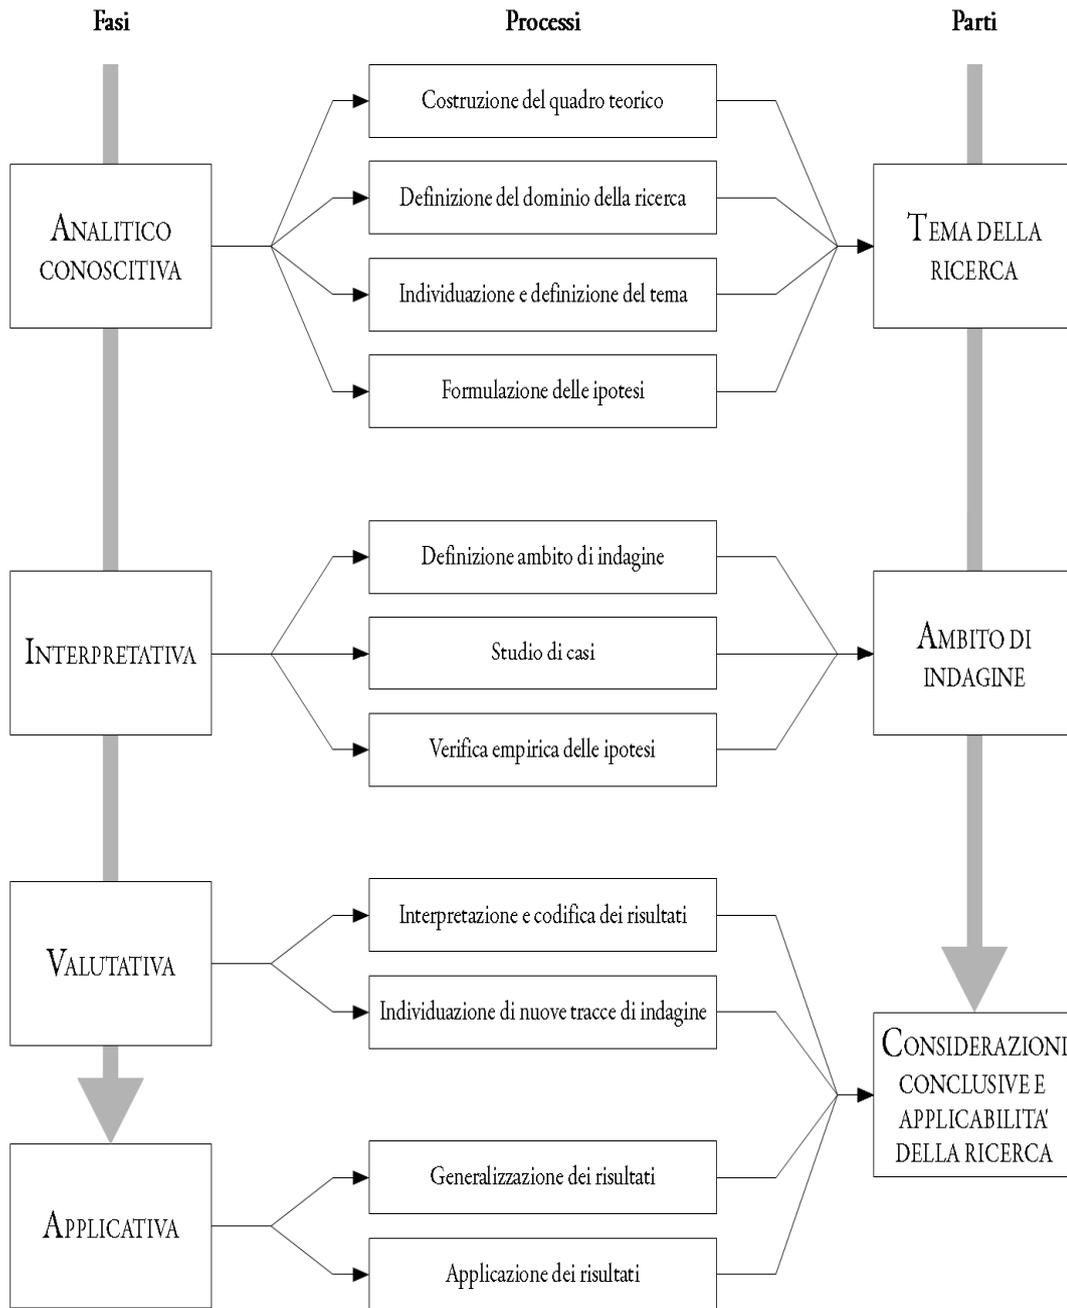 Fasi
Processi
Parti
Costruzione del quadro teorico
Definizione del dominio della ricerca
Individuazione e definizione del tema
Formulazione delle ipotesi
ANALITICO
CONOSCITIVA
TEMA DELLA
RICERCA
Definizione ambito di indagine
Studio di casi
Verifica empirica delle ipotesi
INTERPRETATIVA
AMBITO DI
INDAGINE
Interpretazione e codifica dei risultati
Individuazione di nuove tracce di indagine
VALUTATIVA
CONSIDERAZIONI
CONCLUSIVE E
APPLICABILITA'
DELLA RICERCA
Generalizzazione dei risultati
Applicazione dei risultati
APPLICATIVA